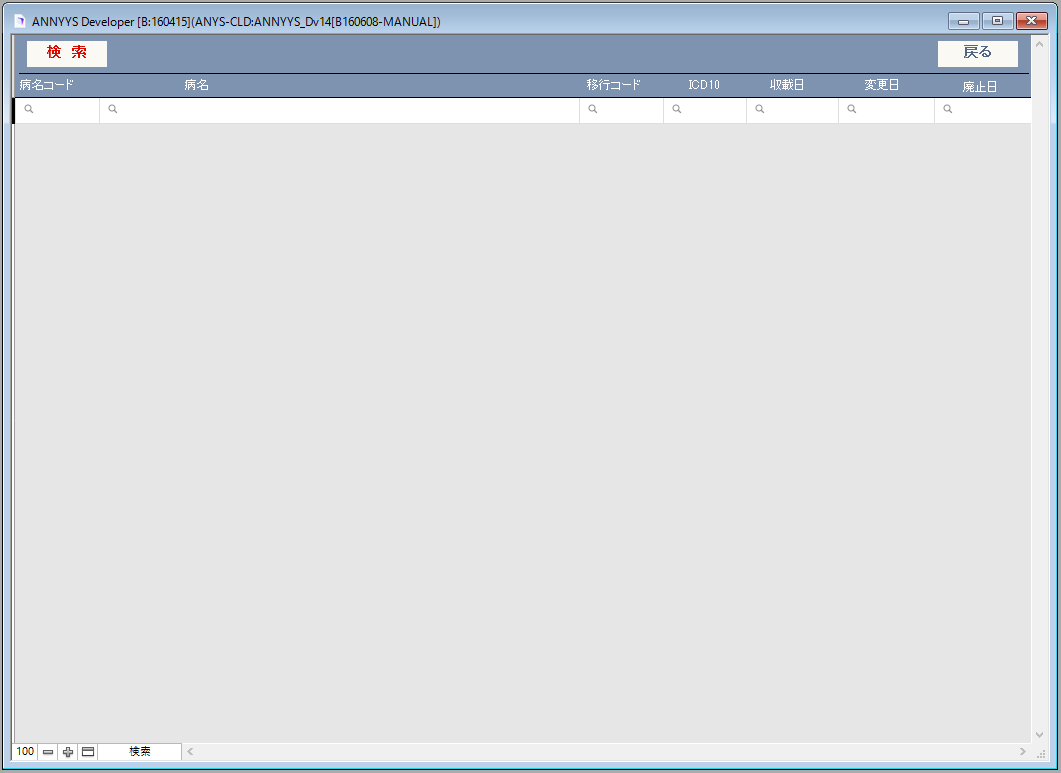 ANNYYS Developer [B:160415](ANYS-CLD:ANNYYS_Dv14[B160608-MANUAL])
検 索 戻る
病名コード 病名 移行コード ICD10 収載日 変更日 廃止日
100 検索